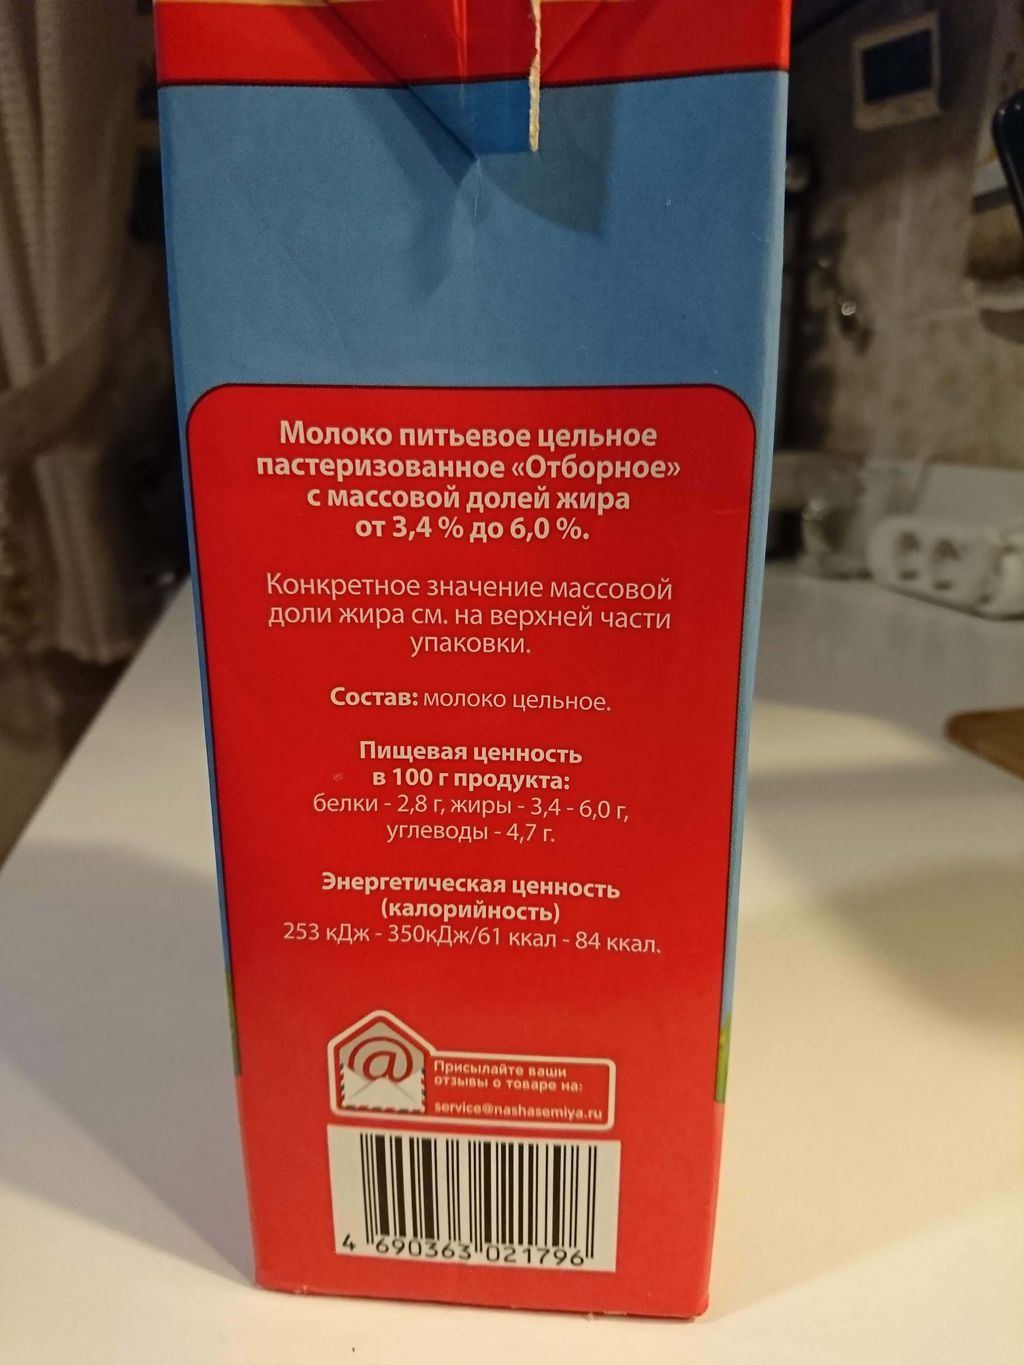 Молоко питьевое цельное
пастеризованное «Отборное»
с массовой долей жира
от 3,4 % до 6,0 %.
Конкретное значение массовой
доли жира см. на верхней части
упаковки.
Состав: молоко цельное.
Пищевая ценность
в 100 г продукта:
белки - 2,8 г, жиры - 3,4 - 6,0 г,
углеводы - 4,7 г.
Энергетическая ценность
(калорийность)
253 кДж - 350кДж/61 ккал - 84 ккал.
@
Присылайте ваши
отзывы о товаре на:
service@nashasemiya.ru
4 690363 021796